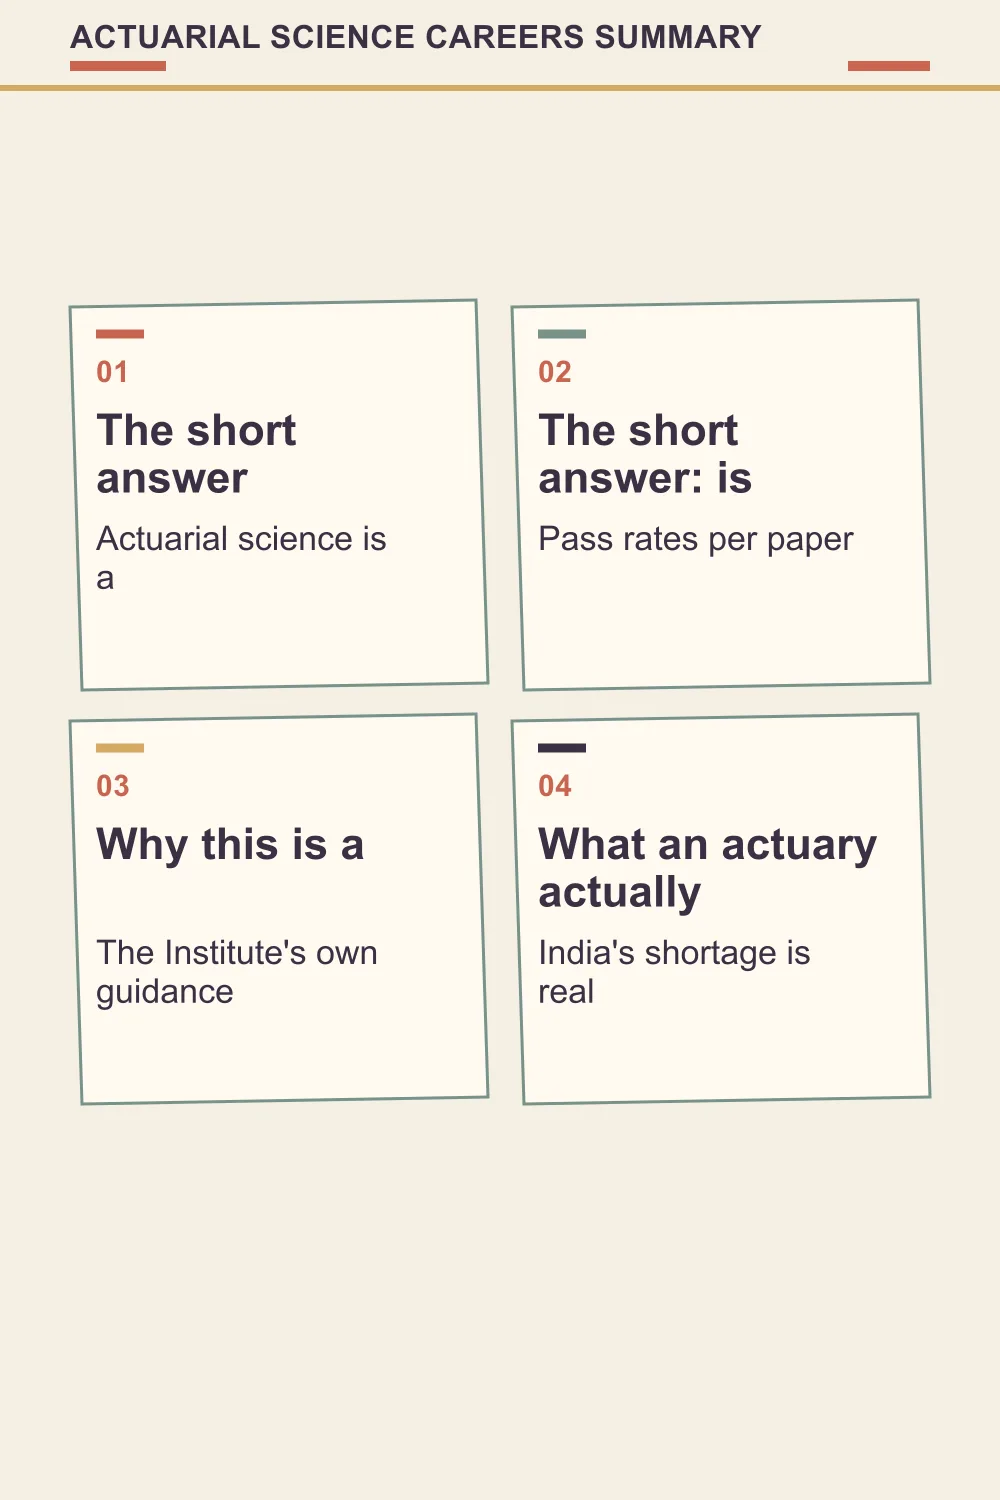 ACTUARIAL SCIENCE CAREERS SUMMARY
01
The short
answer
Actuarial science is
a
02
The short
answer: is
Pass rates per paper
03
Why this is a
The Institute's own
guidance
04
What an actuary
actually
India's shortage is
real